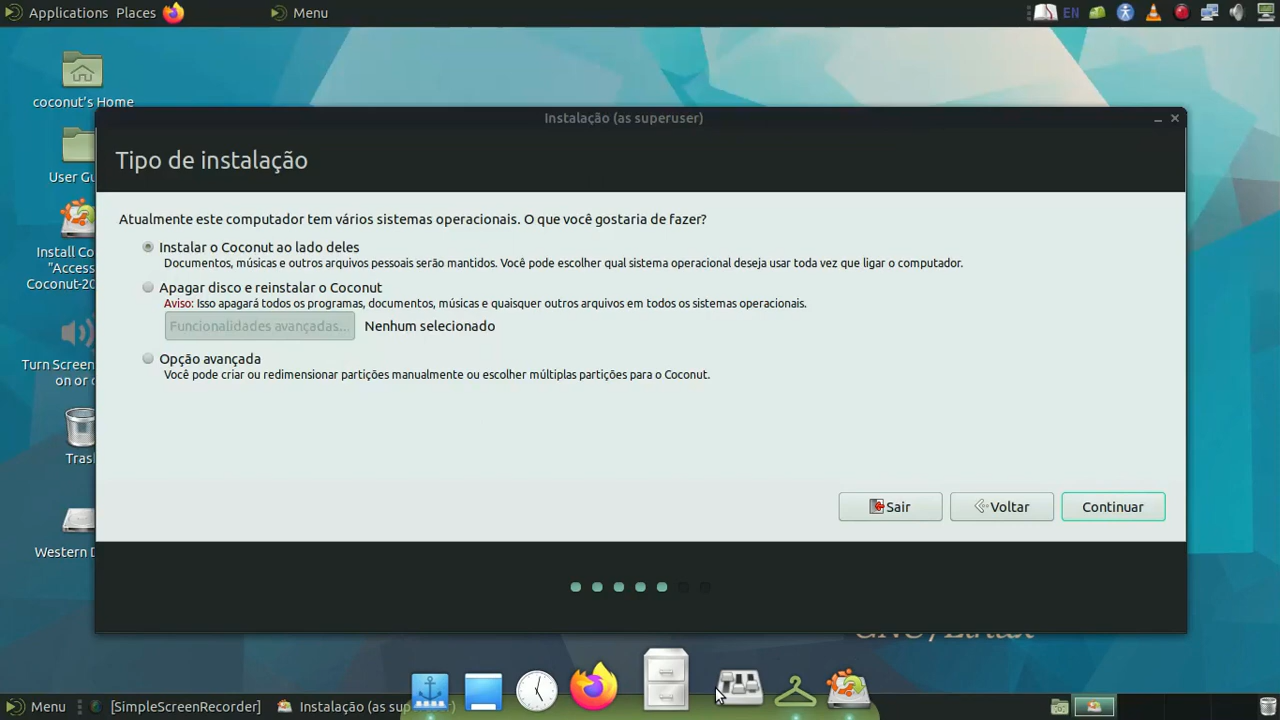 Applications Places
Menu
EN
coconut's Home
User Gu
Install Co
"Access
Coconut-20
Turn Screen
on or o
Trash
Western D
Instalação (as superuser)
Tipo de instalação
Atualmente este computador tem vários sistemas operacionais. O que você gostaria de fazer?
Instalar o Coconut ao lado deles
Documentos, músicas e outros arquivos pessoais serão mantidos. Você pode escolher qual sistema operacional deseja usar toda vez que ligar o computador.
Apagar disco e reinstalar o Coconut
Aviso: Isso apagará todos os programas, documentos, músicas e quaisquer outros arquivos em todos os sistemas operacionais.
Funcionalidades avançadas... Nenhum selecionado
Opção avançada
Você pode criar ou redimensionar partições manualmente ou escolher múltiplas partições para o Coconut.
Sair Voltar Continuar
GNU/Linux
Menu [SimpleScreenRecorder] Instalação (as sup